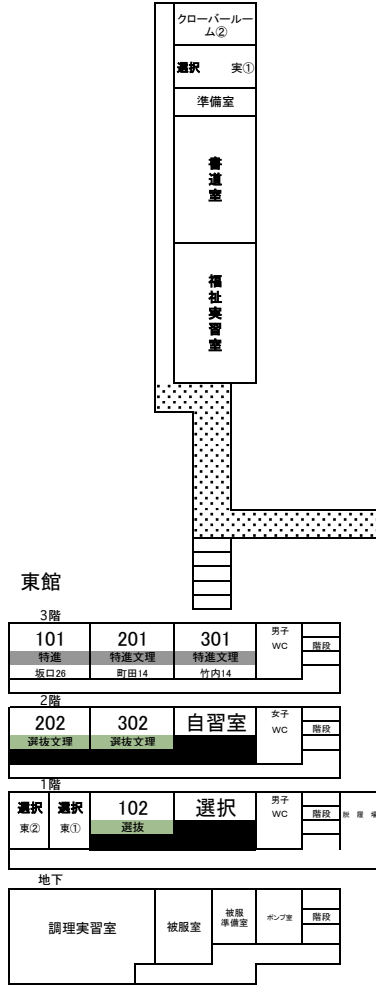 クローバールー
ム②
選択 実①
準備室
書道室
福祉実習室
東館
3階
101 201 301 男子
WC 階段
特進 特進文理 特進文理
坂口26 町田14 竹内14
2階
202 302 自習室 女子
WC 階段
選抜文理 選抜文理
1階
選択 選択 102 選択 男子
WC 階段 脱履場
東② 東① 選抜
地下
調理実習室 被服室 被服
準備室 ポンプ室 階段